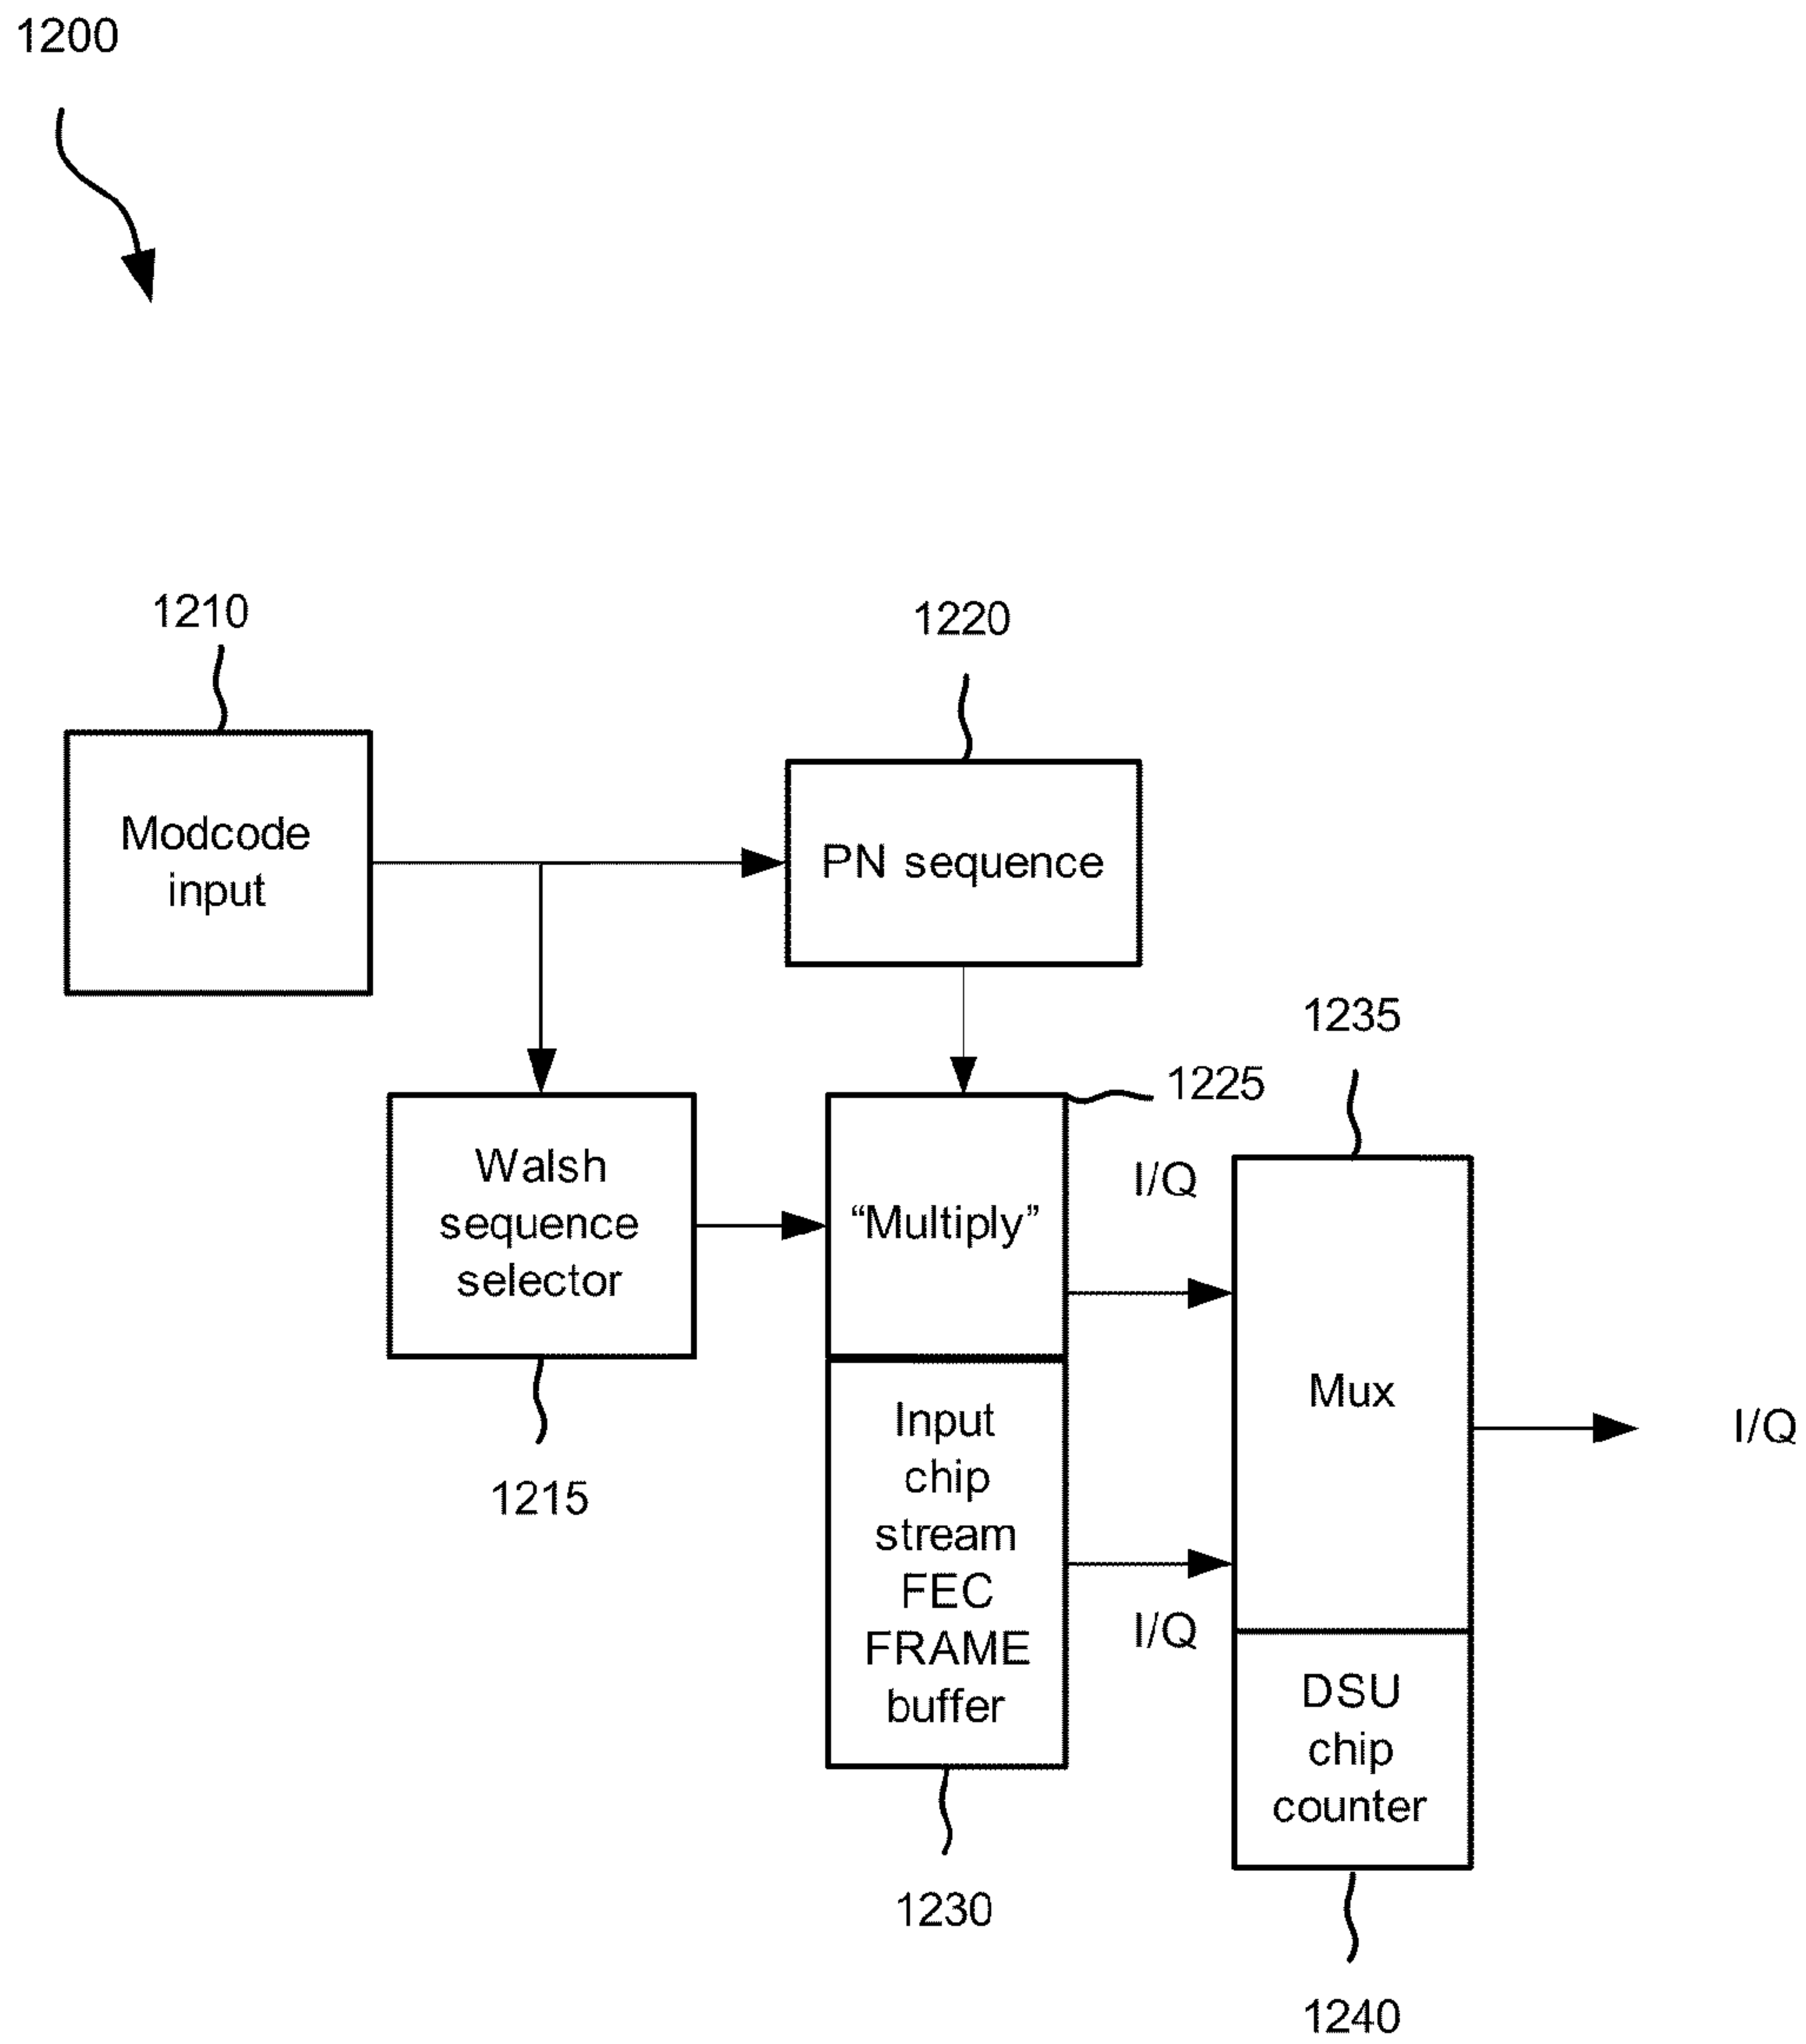 1200
1210
1220
Modcode
input
PN sequence
1235
1225
Walsh
sequence
selector
“Multiply”
I/Q
Mux
I/Q
1215
Input
chip
stream
FEC
FRAME
buffer
I/Q
DSU
chip
counter
1230
1240